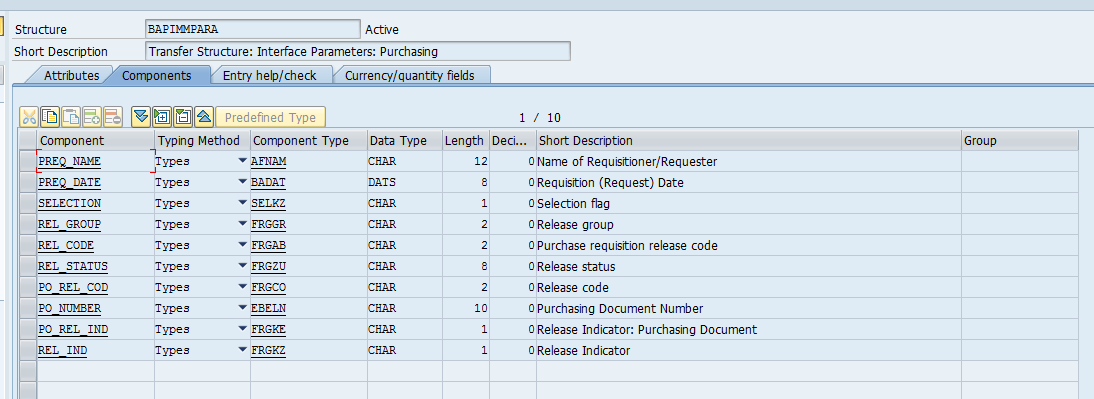 Structure BAPIMMPARA Active
Short Description Transfer Structure: Interface Parameters: Purchasing
Attributes Components Entry help/check Currency/quantity fields
Predefined Type 1 / 10
Component Typing Method Component Type Data Type Length Deci... Short Description Group
PREQ_NAME Types AFNAM CHAR 12 0 Name of Requisitioner/Requester
PREQ_DATE Types BADAT DATS 8 0 Requisition (Request) Date
SELECTION Types SELKZ CHAR 1 0 Selection flag
REL_GROUP Types FRGGR CHAR 2 0 Release group
REL_CODE Types FRGAB CHAR 2 0 Purchase requisition release code
REL_STATUS Types FRGZU CHAR 8 0 Release status
PO_REL_COD Types FRGCO CHAR 2 0 Release code
PO_NUMBER Types EBELN CHAR 10 0 Purchasing Document Number
PO_REL_IND Types FRGKE CHAR 1 0 Release Indicator: Purchasing Document
REL_IND Types FRGKZ CHAR 1 0 Release Indicator